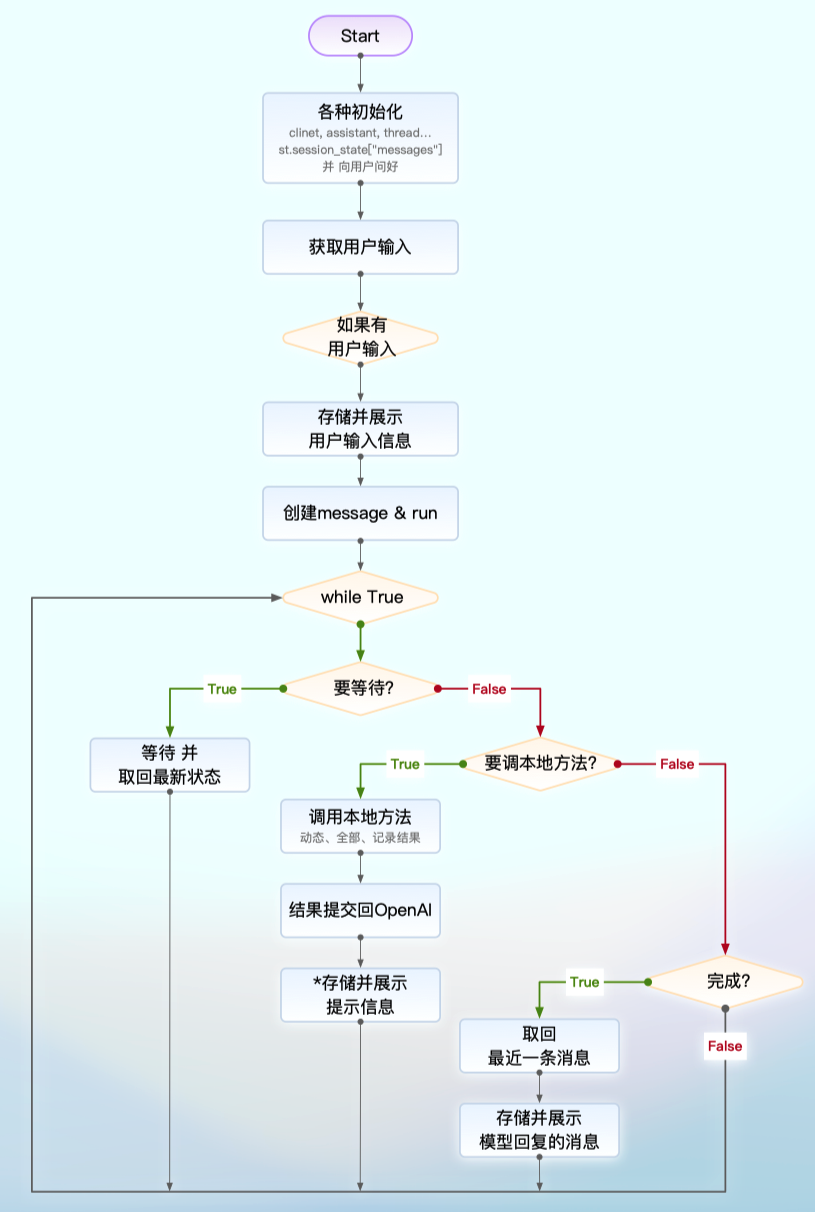 Start
各种初始化
clinet, assistant, thread...
st.session_state["messages"]
并 向用户问好
获取用户输入
如果有
用户输入
存储并展示
用户输入信息
创建message & run
while True
要等待?
True
False
等待 并
取回最新状态
要调本地方法?
True
False
调用本地方法
动态、全部、记录结果
结果提交回OpenAI
*存储并展示
提示信息
完成?
True
False
取回
最近一条消息
存储并展示
模型回复的消息